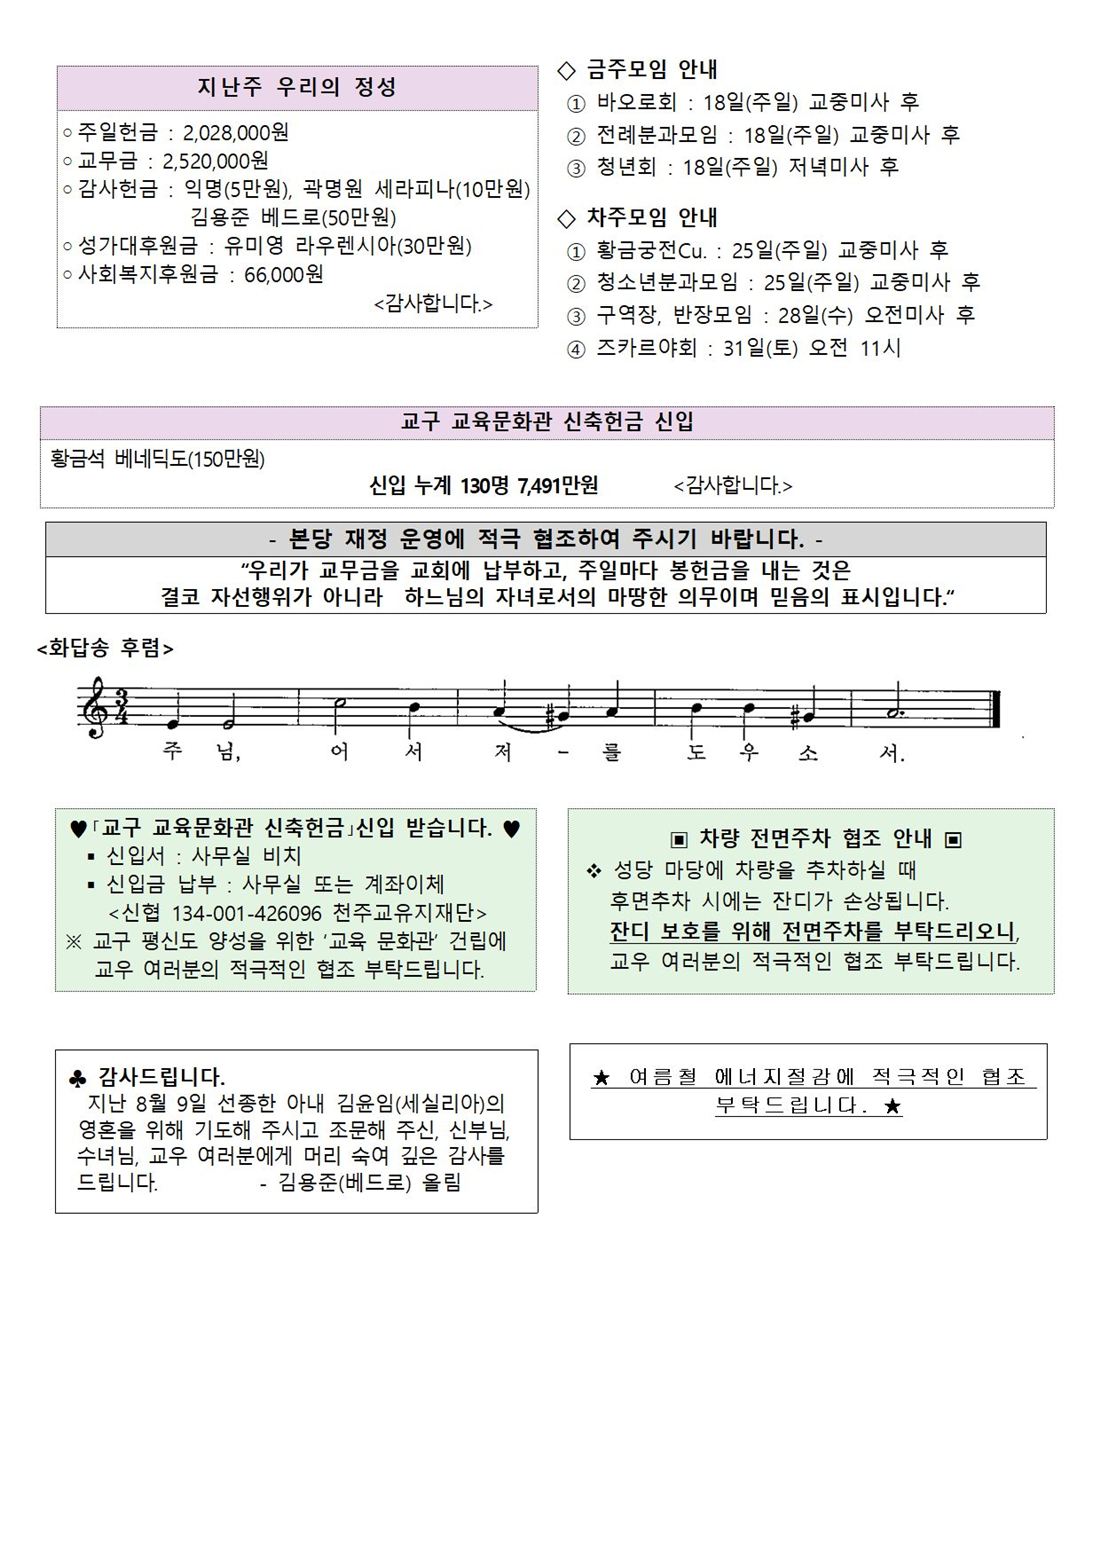 지난주 우리의 정성
○ 주일헌금 : 2,028,000원
○ 교무금 : 2,520,000원
○ 감사헌금 : 익명(5만원), 곽명원 세라피나(10만원)
김용준 베드로(50만원)
○ 성가대후원금 : 유미영 라우렌시아(30만원)
○ 사회복지후원금 : 66,000원
<감사합니다.>
◇ 금주모임 안내
① 바오로회 : 18일(주일) 교중미사 후
② 전례분과모임 : 18일(주일) 교중미사 후
③ 청년회 : 18일(주일) 저녁미사 후
◇ 차주모임 안내
① 황금궁전Cu. : 25일(주일) 교중미사 후
② 청소년분과모임 : 25일(주일) 교중미사 후
③ 구역장, 반장모임 : 28일(수) 오전미사 후
④ 즈카르야회 : 31일(토) 오전 11시
교구 교육문화관 신축헌금 신입
황금석 베네딕도(150만원)
신입 누계 130명 7,491만원 <감사합니다.>
- 본당 재정 운영에 적극 협조하여 주시기 바랍니다. -
“우리가 교무금을 교회에 납부하고, 주일마다 봉헌금을 내는 것은
결코 자선행위가 아니라 하느님의 자녀로서의 마땅한 의무이며 믿음의 표시입니다.“
<화답송 후렴>
주 님, 어 서 저 - 를 도 우 소 서.
♥「교구 교육문화관 신축헌금」신입 받습니다. ♥
▪ 신입서 : 사무실 비치
▪ 신입금 납부 : 사무실 또는 계좌이체
<신협 134-001-426096 천주교유지재단>
※ 교구 평신도 양성을 위한 ‘교육 문화관’ 건립에
교우 여러분의 적극적인 협조 부탁드립니다.
▣ 차량 전면주차 협조 안내 ▣
❖ 성당 마당에 차량을 추차하실 때
후면추차 시에는 잔디가 손상됩니다.
잔디 보호를 위해 전면주차를 부탁드리오니,
교우 여러분의 적극적인 협조 부탁드립니다.
♣ 감사드립니다.
지난 8월 9일 선종한 아내 김윤임(세실리아)의
영혼을 위해 기도해 주시고 조문해 주신, 신부님,
수녀님, 교우 여러분에게 머리 숙여 깊은 감사를
드립니다. - 김용준(베드로) 올림
★ 여름철 에너지절감에 적극적인 협조
부탁드립니다. ★